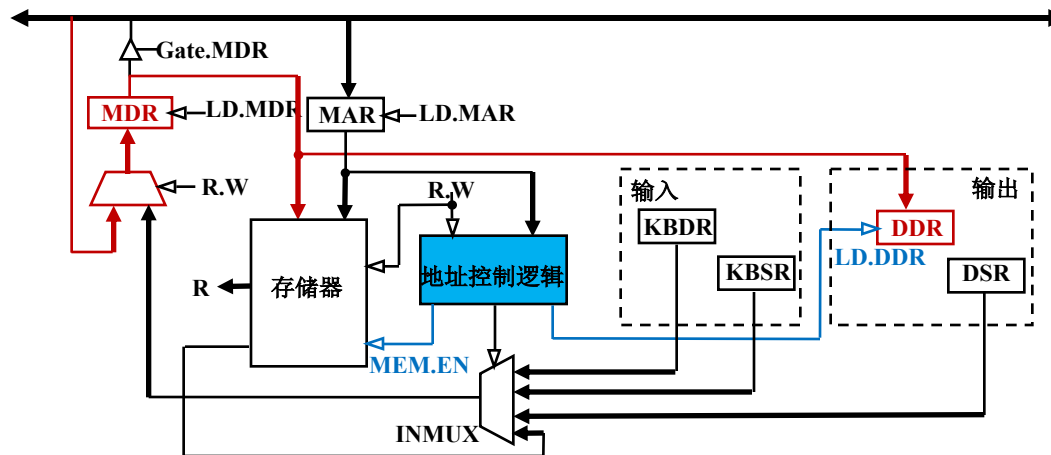 Gate.MDR
MDR
LD.MDR
MAR
LD.MAR
R.W
R.W
输入
输出
KBDR
DDR
LD.DDR
KBSR
DSR
地址控制逻辑
存储器
R
MEM.EN
INMUX